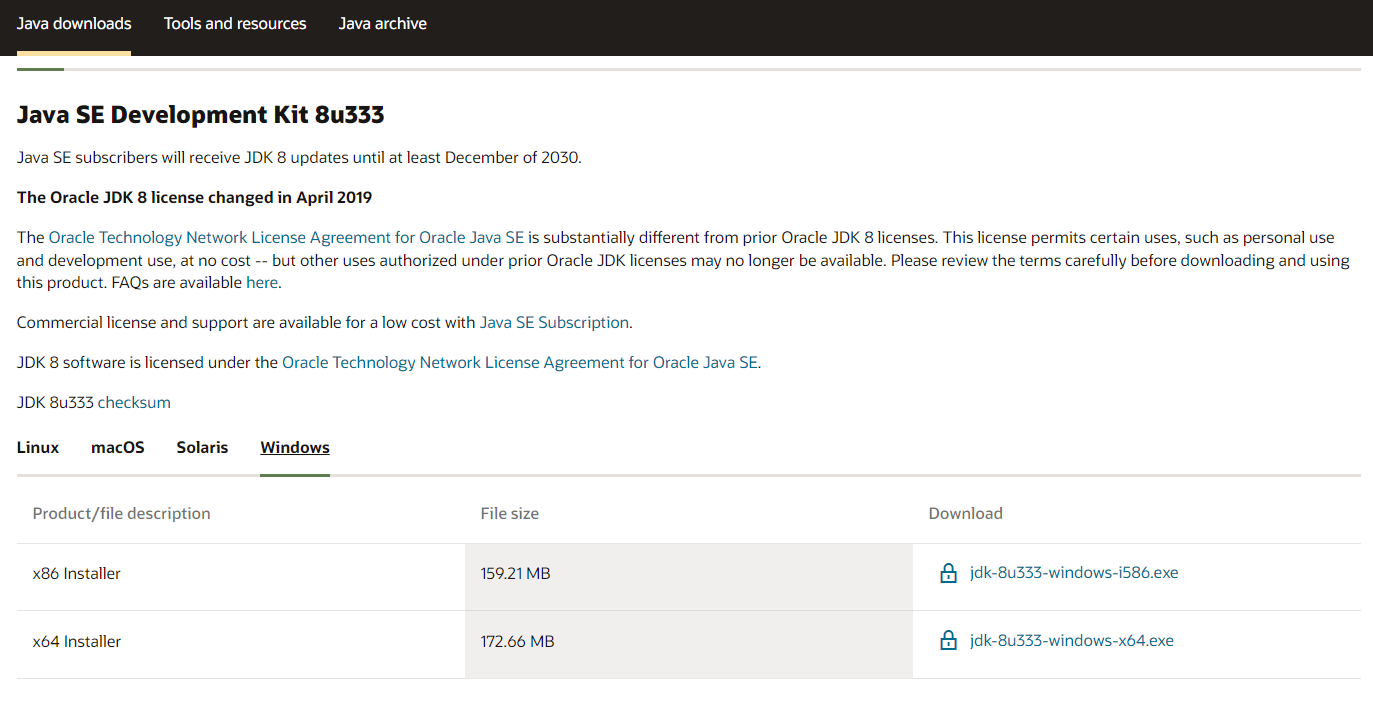 Java downloads Tools and resources Java archive
Java SE Development Kit 8u333
Java SE subscribers will receive JDK 8 updates until at least December of 2030.
The Oracle JDK 8 license changed in April 2019
The Oracle Technology Network License Agreement for Oracle Java SE is substantially different from prior Oracle JDK 8 licenses. This license permits certain uses, such as personal use
and development use, at no cost -- but other uses authorized under prior Oracle JDK licenses may no longer be available. Please review the terms carefully before downloading and using
this product. FAQs are available here.
Commercial license and support are available for a low cost with Java SE Subscription.
JDK 8 software is licensed under the Oracle Technology Network License Agreement for Oracle Java SE.
JDK 8u333 checksum
Linux macOS Solaris Windows
Product/file description File size Download
x86 Installer 159.21 MB jdk-8u333-windows-i586.exe
x64 Installer 172.66 MB jdk-8u333-windows-x64.exe